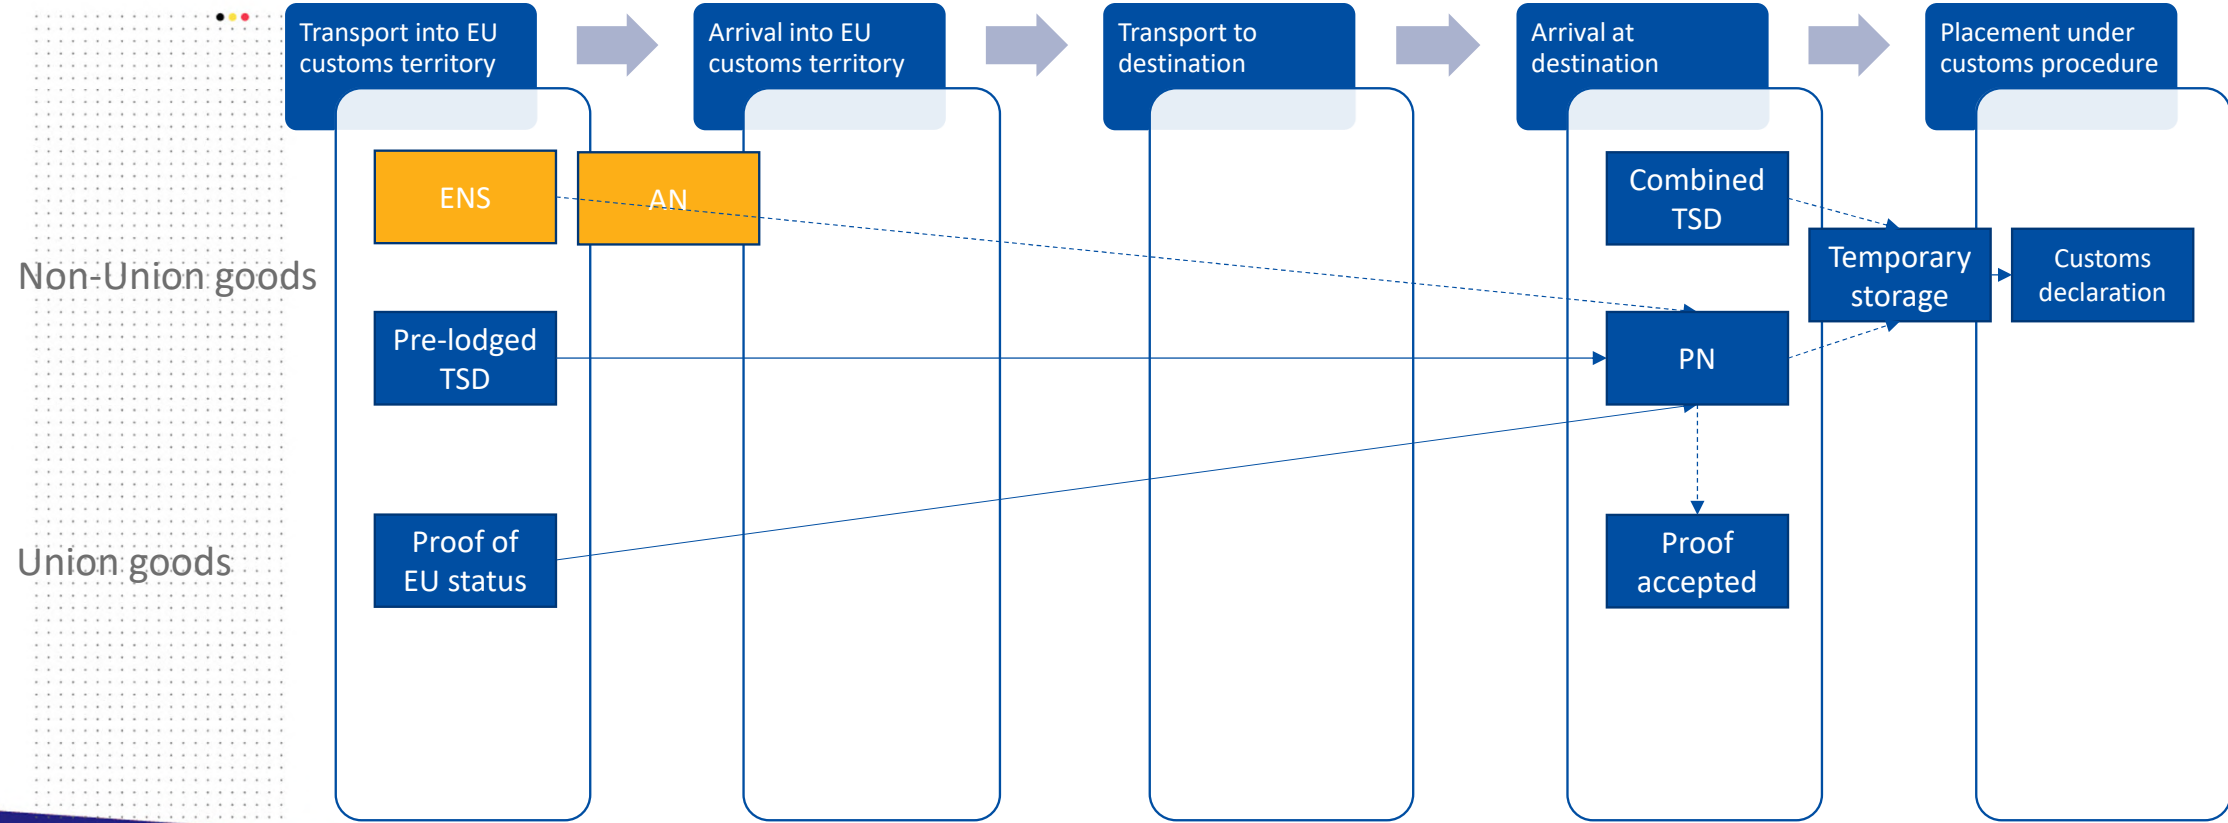 Transport into EU
customs territory
Arrival into EU
customs territory
Transport to
destination
Arrival at
destination
Placement under
customs procedure
Non-Union goods
ENS
AN
Combined
TSD
Temporary
storage
Customs
declaration
Pre-lodged
TSD
PN
Union goods
Proof of
EU status
Proof
accepted